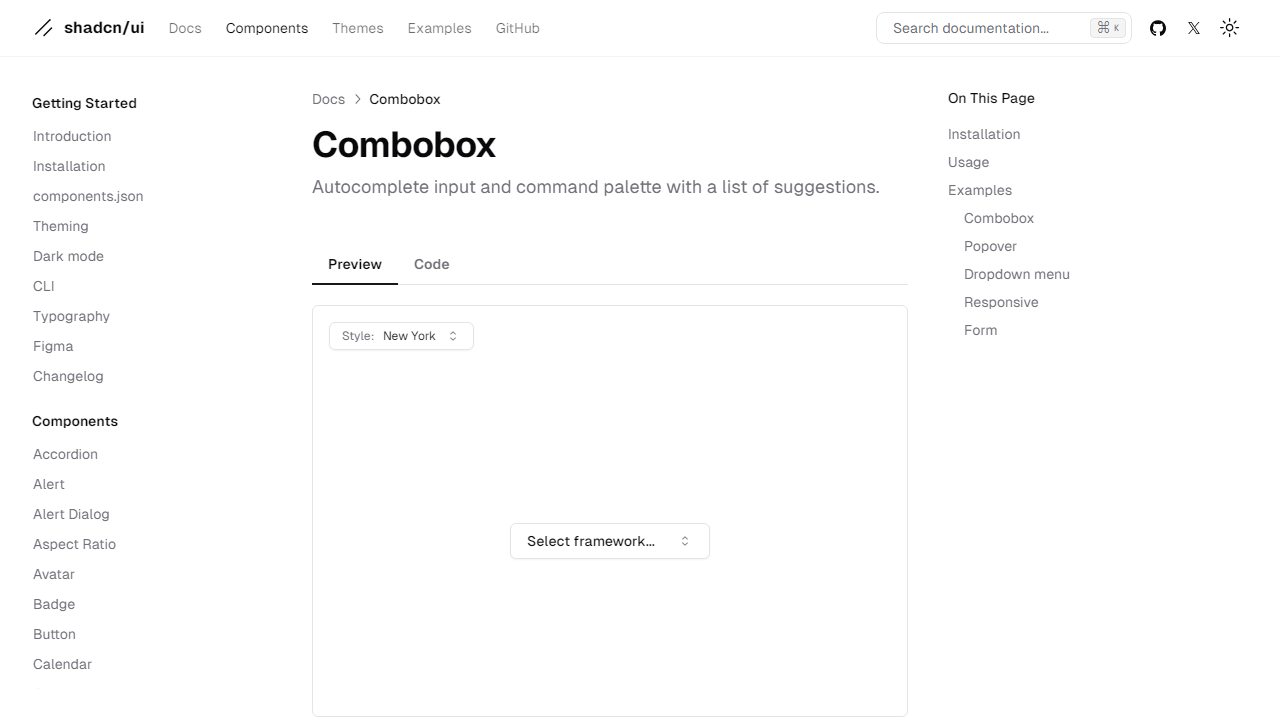 shadcn/ui Docs Components Themes Examples GitHub Search documentation... ⌘ K
Getting Started
Introduction
Installation
components.json
Theming
Dark mode
CLI
Typography
Figma
Changelog
Components
Accordion
Alert
Alert Dialog
Aspect Ratio
Avatar
Badge
Button
Calendar
Docs Combobox
Combobox
Autocomplete input and command palette with a list of suggestions.
Preview Code
Style: New York
Select framework...
On This Page
Installation
Usage
Examples
Combobox
Popover
Dropdown menu
Responsive
Form